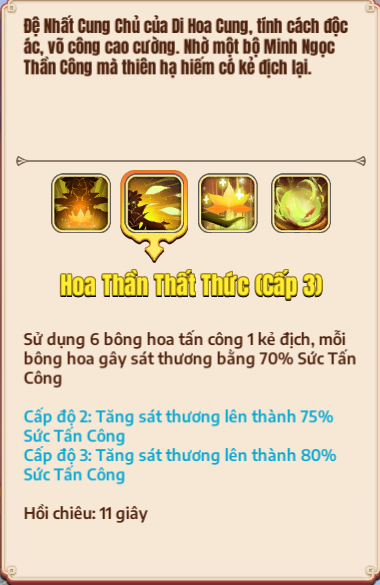 Đệ Nhất Cung Chủ của Di Hoa Cung, tính cách độc
ác, võ công cao cường. Nhờ một bộ Minh Ngọc
Thần Công mà thiên hạ hiếm có kẻ địch lại.
Hoa Thần Thất Thức (Cấp 3)
Sử dụng 6 bông hoa tấn công 1 kẻ địch, mỗi
bông hoa gây sát thương bằng 70% Sức Tấn
Công
Cấp độ 2: Tăng sát thương lên thành 75%
Sức Tấn Công
Cấp độ 3: Tăng sát thương lên thành 80%
Sức Tấn Công
Hồi chiêu: 11 giây